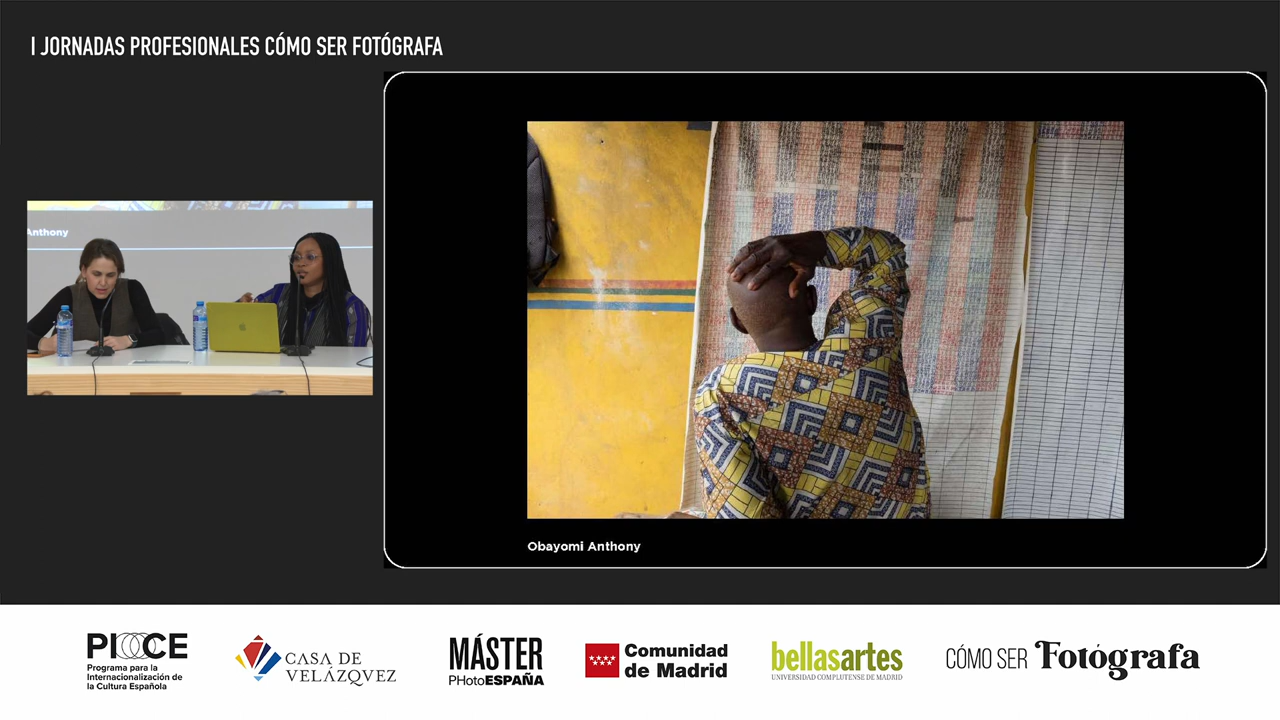 I JORNADAS PROFESIONALES CÓMO SER FOTÓGRAFA
Anthony
Obayomi Anthony
PICE
Programa para la
Internacionalización de
la Cultura Española
CASA DE
VELÁZQVEZ
MÁSTER
PHotoESPAÑA
Comunidad
de Madrid
bellasartes
UNIVERSIDAD COMPLUTENSE DE MADRID
CÓMO SER Fotógrafa